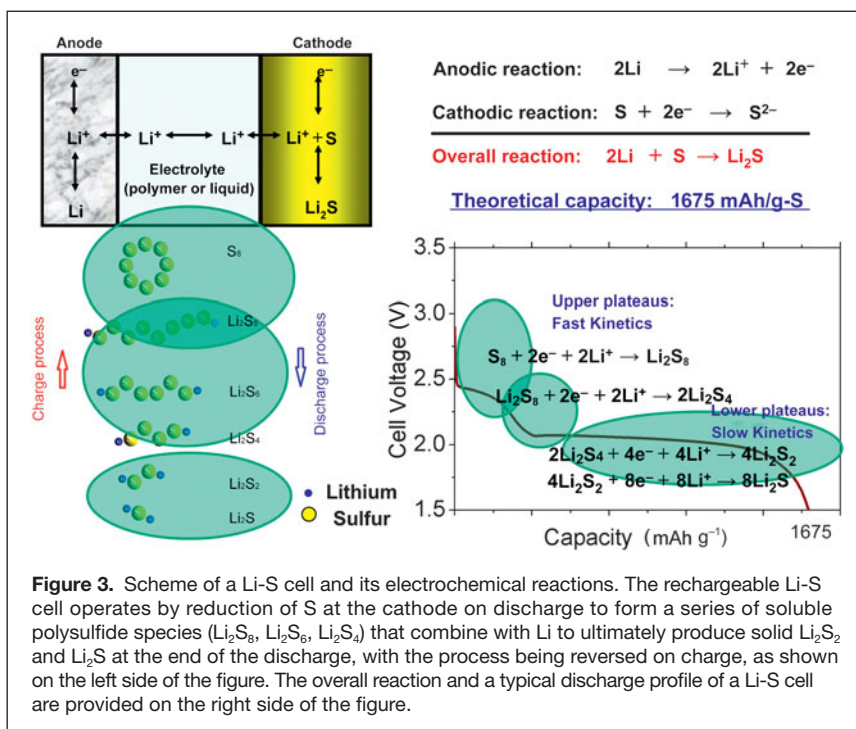 Anode
Cathode
e⁻
e⁻
Li⁺
Li⁺
Li⁺
Li⁺ + S
Electrolyte
(polymer or liquid)
Li
Li₂S
Anodic reaction: 2Li → 2Li⁺ + 2e⁻
Cathodic reaction: S + 2e⁻ → S²⁻
Overall reaction: 2Li + S → Li₂S
Theoretical capacity: 1675 mAh/g-S
S₈
Li₂S₈
Li₂S₆
Li₂S₄
Li₂S₂
Li₂S
Charge process
Discharge process
Lithium
Sulfur
3.5
3.0
2.5
2.0
1.5
Cell Voltage (V)
Upper plateaus:
Fast Kinetics
S₈ + 2e⁻ + 2Li⁺ → Li₂S₈
Li₂S₈ + 2e⁻ + 2Li⁺ → 2Li₂S₄
Lower plateaus:
Slow Kinetics
2Li₂S₄ + 4e⁻ + 4Li⁺ → 4Li₂S₂
4Li₂S₂ + 8e⁻ + 8Li⁺ → 8Li₂S
Capacity (mAh g⁻¹)
1675
Figure 3. Scheme of a Li-S cell and its electrochemical reactions. The rechargeable Li-S
cell operates by reduction of S at the cathode on discharge to form a series of soluble
polysulfide species (Li₂S₈, Li₂S₆, Li₂S₄) that combine with Li to ultimately produce solid Li₂S₂
and Li₂S at the end of the discharge, with the process being reversed on charge, as shown
on the left side of the figure. The overall reaction and a typical discharge profile of a Li-S cell
are provided on the right side of the figure.